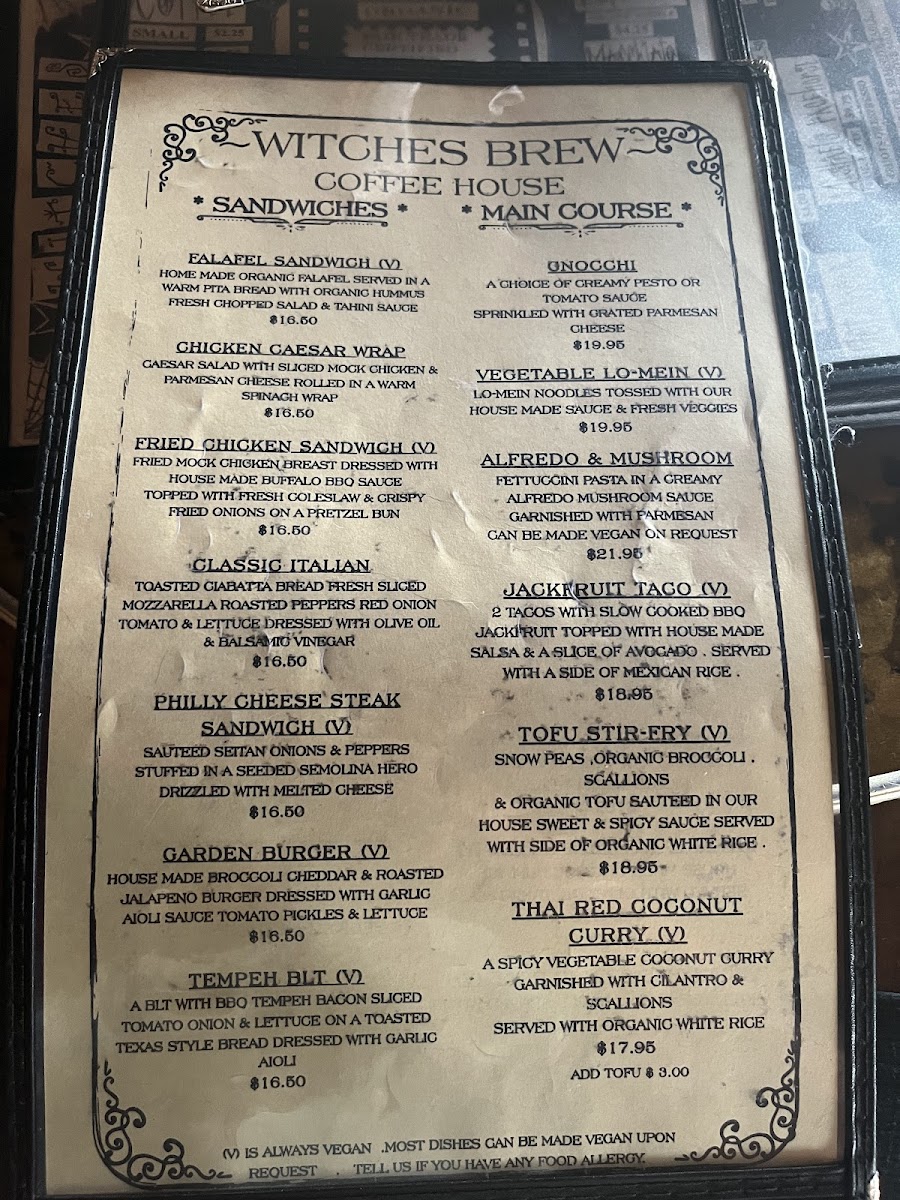 SMALL $2.25
$4.25
~WITCHES BREW~
COFFEE HOUSE
* SANDWICHES *
FALAFEL SANDWICH (V)
HOME MADE ORGANIC FALAFEL SERVED IN A
WARM PITA BREAD WITH ORGANIC HUMMUS
FRESH CHOPPED SALAD & TAHINI SAUCE
$16.50
CHICKEN CAESAR WRAP
CAESAR SALAD WITH SLICED MOCK CHICKEN &
PARMESAN CHEESE ROLLED IN A WARM
SPINACH WRAP
$16.50
FRIED CHICKEN SANDWICH (V)
FRIED MOCK CHICKEN BREAST DRESSED WITH
HOUSE MADE BUFFALO BBQ SAUCE
TOPPED WITH FRESH COLESLAW & CRISPY
FRIED ONIONS ON A PRETZEL BUN
$16.50
CLASSIC ITALIAN
TOASTED CIABATTA BREAD FRESH SLICED
MOZZARELLA ROASTED PEPPERS RED ONION
TOMATO & LETTUCE DRESSED WITH OLIVE OIL
& BALSAMIC VINEGAR
$16.50
PHILLY CHEESE STEAK
SANDWICH (V)
SAUTEED SEITAN ONIONS & PEPPERS
STUFFED IN A SEEDED SEMOLINA HERO
DRIZZLED WITH MELTED CHEESE
$16.50
GARDEN BURGER (V)
HOUSE MADE BROCCOLI CHEDDAR & ROASTED
JALAPENO BURGER DRESSED WITH GARLIC
AIOLI SAUCE TOMATO PICKLES & LETTUCE
$16.50
TEMPEH BLT (V)
A BLT WITH BBQ TEMPEH BACON SLICED
TOMATO ONION & LETTUCE ON A TOASTED
TEXAS STYLE BREAD DRESSED WITH GARLIC
AIOLI
$16.50
* MAIN COURSE *
GNOCCHI
A CHOICE OF CREAMY PESTO OR
TOMATO SAUCE
SPRINKLED WITH GRATED PARMESAN
CHEESE
$19.95
VEGETABLE LO-MEIN (V)
LO-MEIN NOODLES TOSSED WITH OUR
HOUSE MADE SAUCE & FRESH VEGGIES
$19.95
ALFREDO & MUSHROOM
FETTUCCINI PASTA IN A CREAMY
ALFREDO MUSHROOM SAUCE
GARNISHED WITH PARMESAN
CAN BE MADE VEGAN ON REQUEST
$21.95
JACKFRUIT TACO (V)
2 TACOS WITH SLOW COOKED BBQ
JACKFRUIT TOPPED WITH HOUSE MADE
SALSA & A SLICE OF AVOCADO . SERVED
WITH A SIDE OF MEXICAN RICE .
$18.95
TOFU STIR-FRY (V)
SNOW PEAS ,ORGANIC BROCCOLI .
SCALLIONS
& ORGANIC TOFU SAUTEED IN OUR
HOUSE SWEET & SPICY SAUCE SERVED
WITH SIDE OF ORGANIC WHITE RICE .
$18.95
THAI RED COCONUT
CURRY (V)
A SPICY VEGETABLE COCONUT CURRY
GARNISHED WITH CILANTRO &
SCALLIONS
SERVED WITH ORGANIC WHITE RICE
$17.95
ADD TOFU $ 3.00
(V) IS ALWAYS VEGAN .MOST DISHES CAN BE MADE VEGAN UPON
REQUEST . TELL US IF YOU HAVE ANY FOOD ALLERGY.